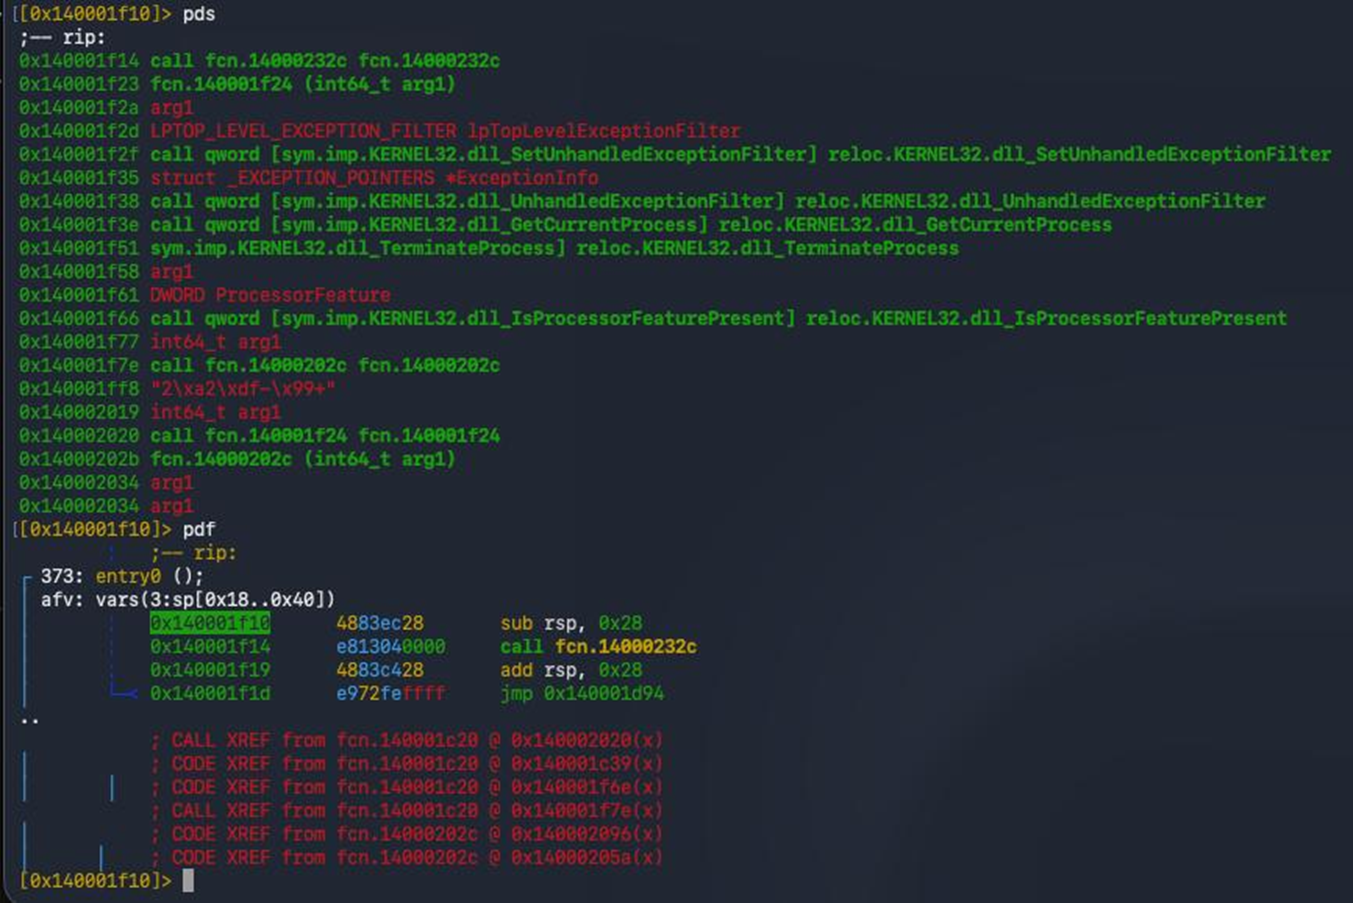 [[0x140001f10]> pds
;-- rip:
0x140001f14 call fcn.14000232c fcn.14000232c
0x140001f23 fcn.140001f24 (int64_t arg1)
0x140001f2a arg1
0x140001f2d LPTOP_LEVEL_EXCEPTION_FILTER lpTopLevelExceptionFilter
0x140001f2f call qword [sym.imp.KERNEL32.dll_SetUnhandledExceptionFilter] reloc.KERNEL32.dll_SetUnhandledExceptionFilter
0x140001f35 struct _EXCEPTION_POINTERS *ExceptionInfo
0x140001f38 call qword [sym.imp.KERNEL32.dll_UnhandledExceptionFilter] reloc.KERNEL32.dll_UnhandledExceptionFilter
0x140001f3e call qword [sym.imp.KERNEL32.dll_GetCurrentProcess] reloc.KERNEL32.dll_GetCurrentProcess
0x140001f51 sym.imp.KERNEL32.dll_TerminateProcess] reloc.KERNEL32.dll_TerminateProcess
0x140001f58 arg1
0x140001f61 DWORD ProcessorFeature
0x140001f66 call qword [sym.imp.KERNEL32.dll_IsProcessorFeaturePresent] reloc.KERNEL32.dll_IsProcessorFeaturePresent
0x140001f77 int64_t arg1
0x140001f7e call fcn.14000202c fcn.14000202c
0x140001ff8 "2\xa2\xdf-\x99+"
0x140002019 int64_t arg1
0x140002020 call fcn.140001f24 fcn.140001f24
0x14000202b fcn.14000202c (int64_t arg1)
0x140002034 arg1
0x140002034 arg1
[[0x140001f10]> pdf
;-- rip:
373: entry0 ();
afv: vars(3:sp[0x18..0x40])
0x140001f10 4883ec28 sub rsp, 0x28
0x140001f14 e813040000 call fcn.14000232c
0x140001f19 4883c428 add rsp, 0x28
0x140001f1d e972feffff jmp 0x140001d94
..
; CALL XREF from fcn.140001c20 @ 0x140002020(x)
; CODE XREF from fcn.140001c20 @ 0x140001c39(x)
; CODE XREF from fcn.140001c20 @ 0x140001f6e(x)
; CALL XREF from fcn.140001c20 @ 0x140001f7e(x)
; CODE XREF from fcn.14000202c @ 0x140002096(x)
; CODE XREF from fcn.14000202c @ 0x14000205a(x)
[0x140001f10]>